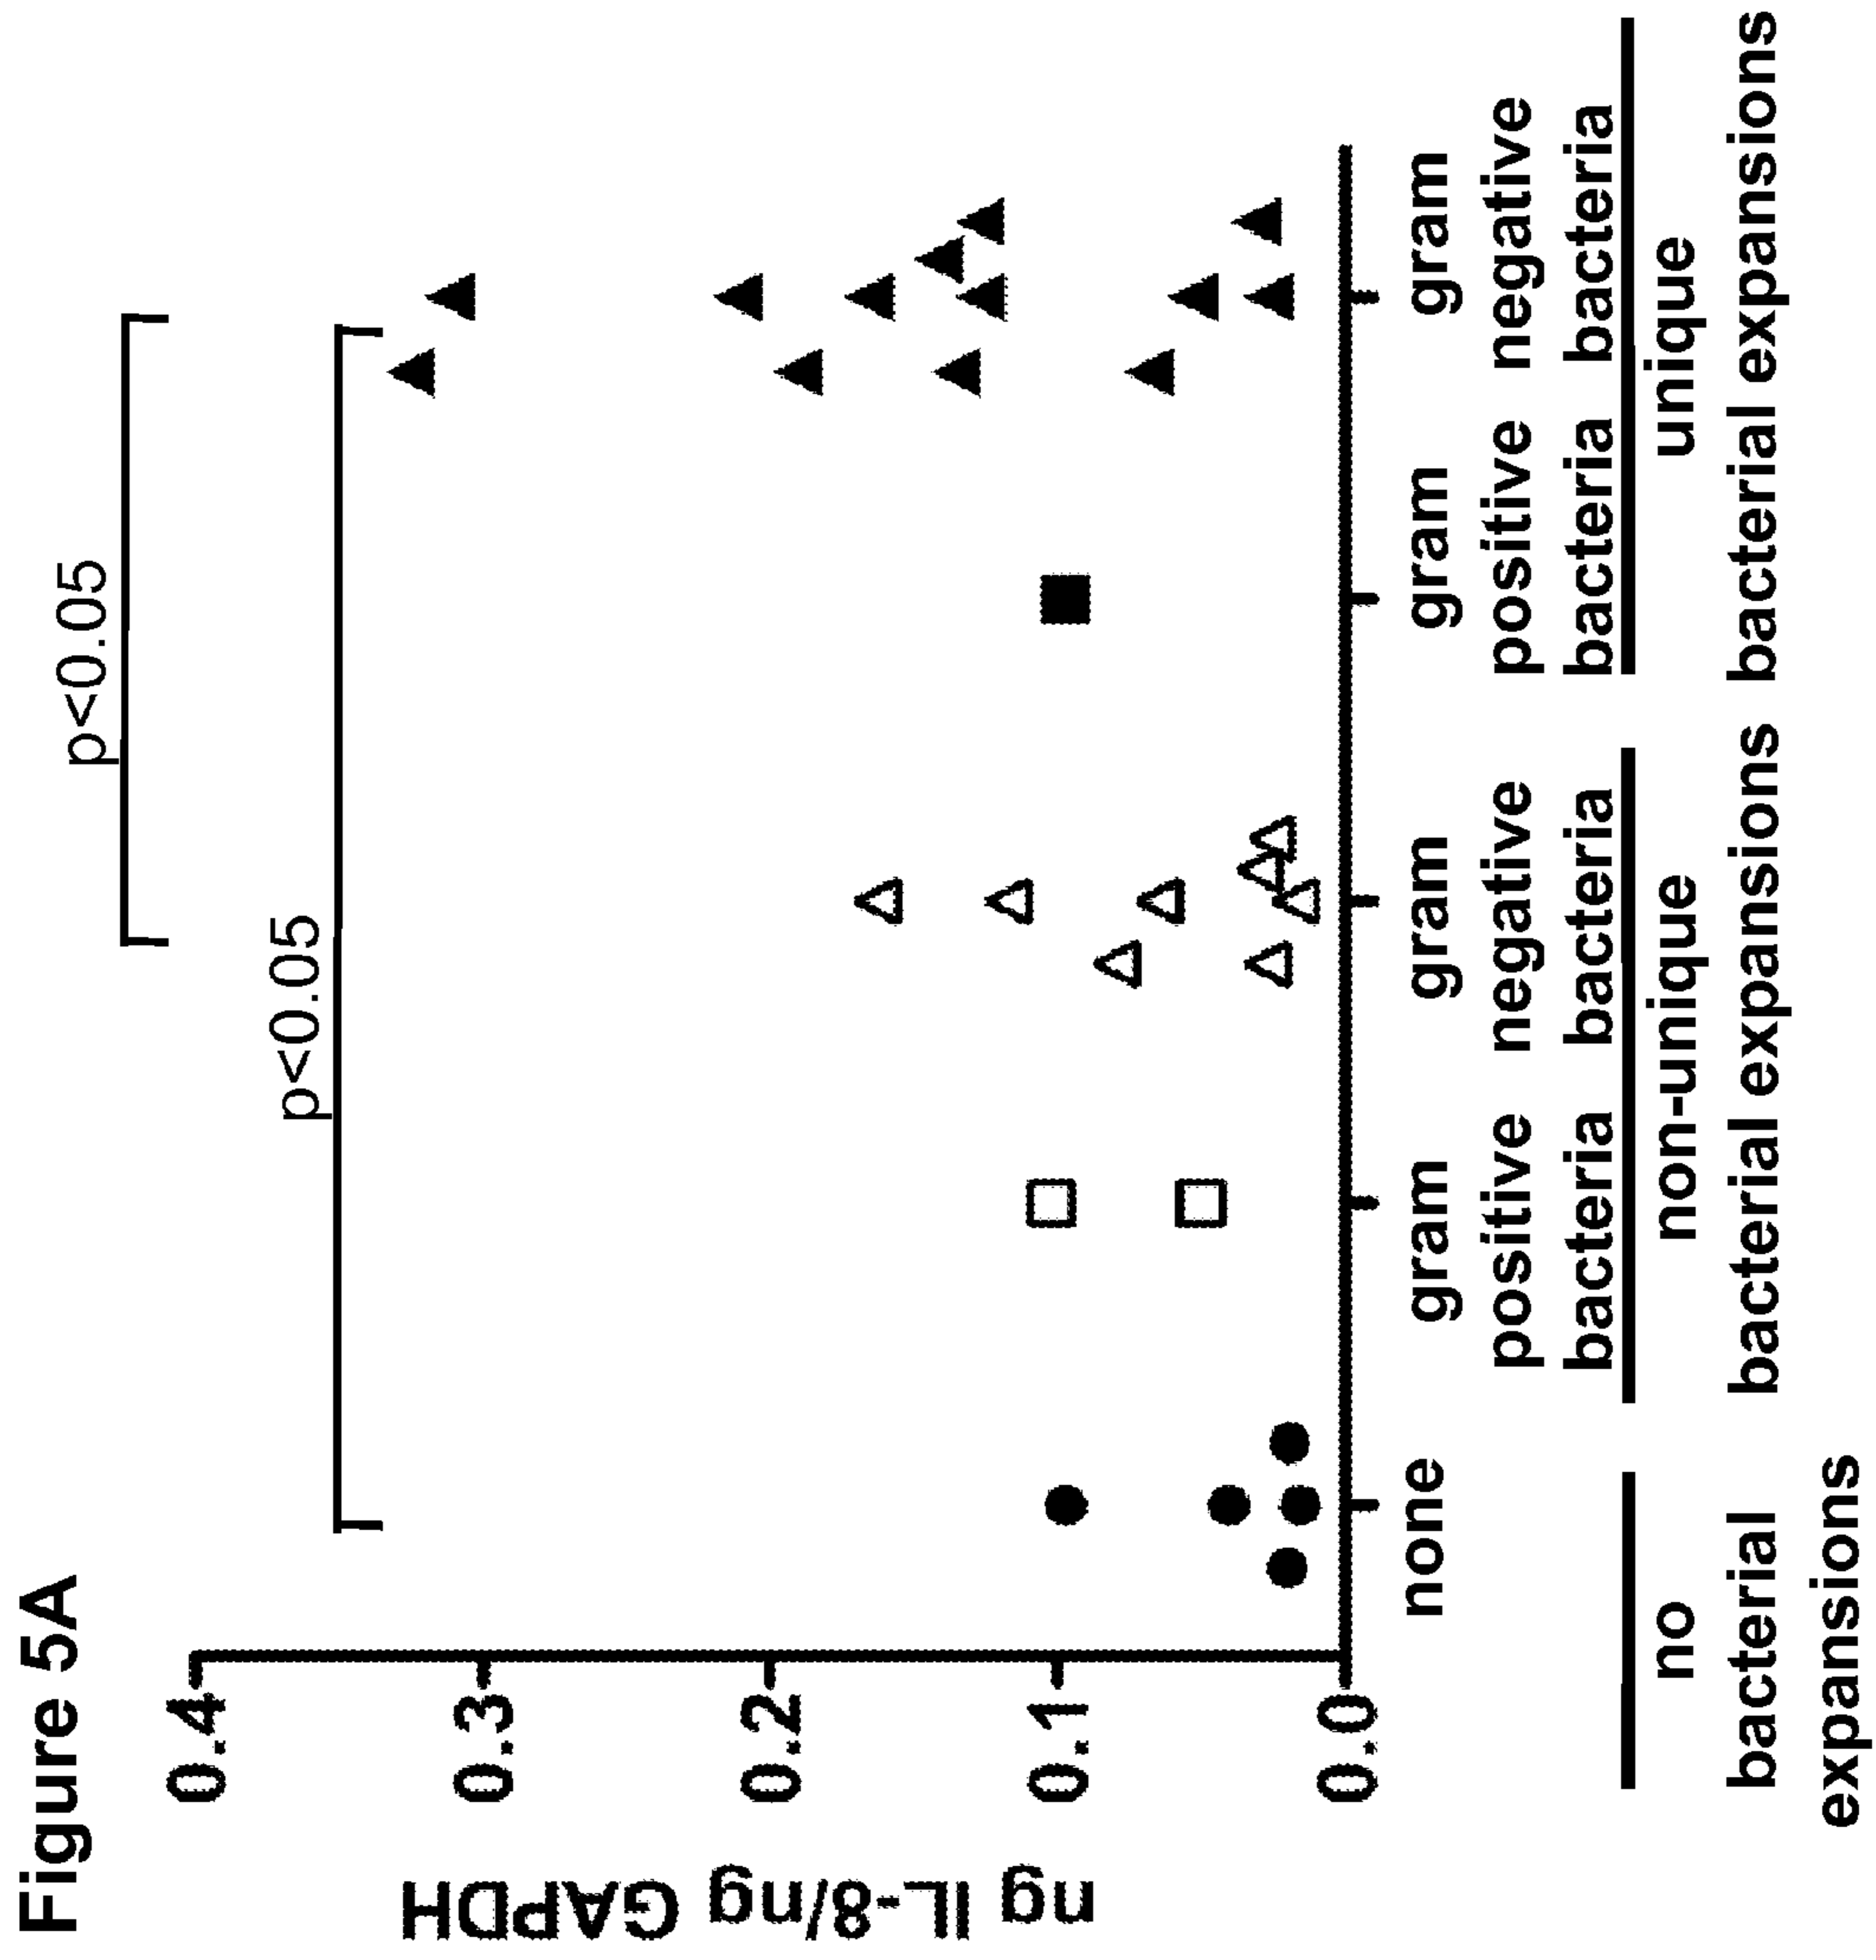 Figure 5A
p<0.05
p<0.05
ng IL-8/ng GAPDH
0.4
0.3
0.2
0.1
0.0
none
gram
positive
bacteria
gram
negative
bacteria
gram
positive
bacteria
gram
negative
bacteria
no
bacterial
expansions
non-unique
bacterial expansions
unique
bacterial expansions